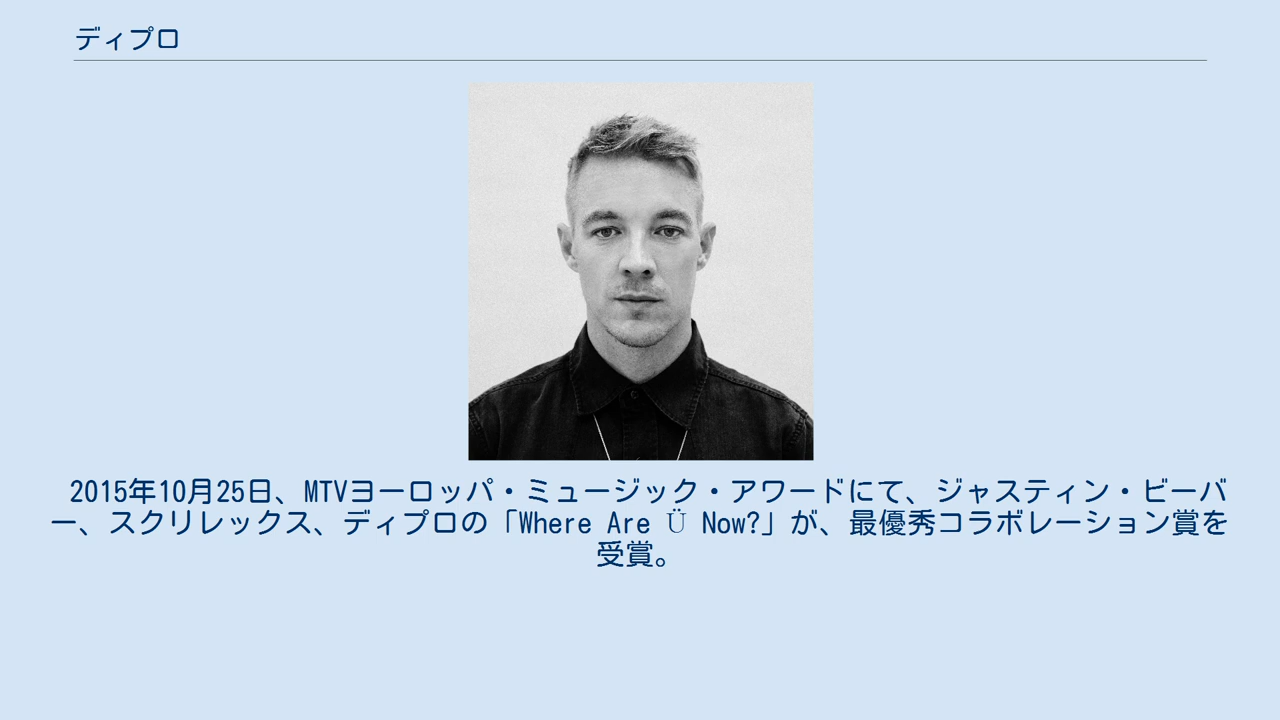 ディプロ
2015年10月25日、MTVヨーロッパ・ミュージック・アワードにて、ジャスティン・ビーバ
ー、スクリレックス、ディプロの「Where Are Ü Now?」が、最優秀コラボレーション賞を
受賞。